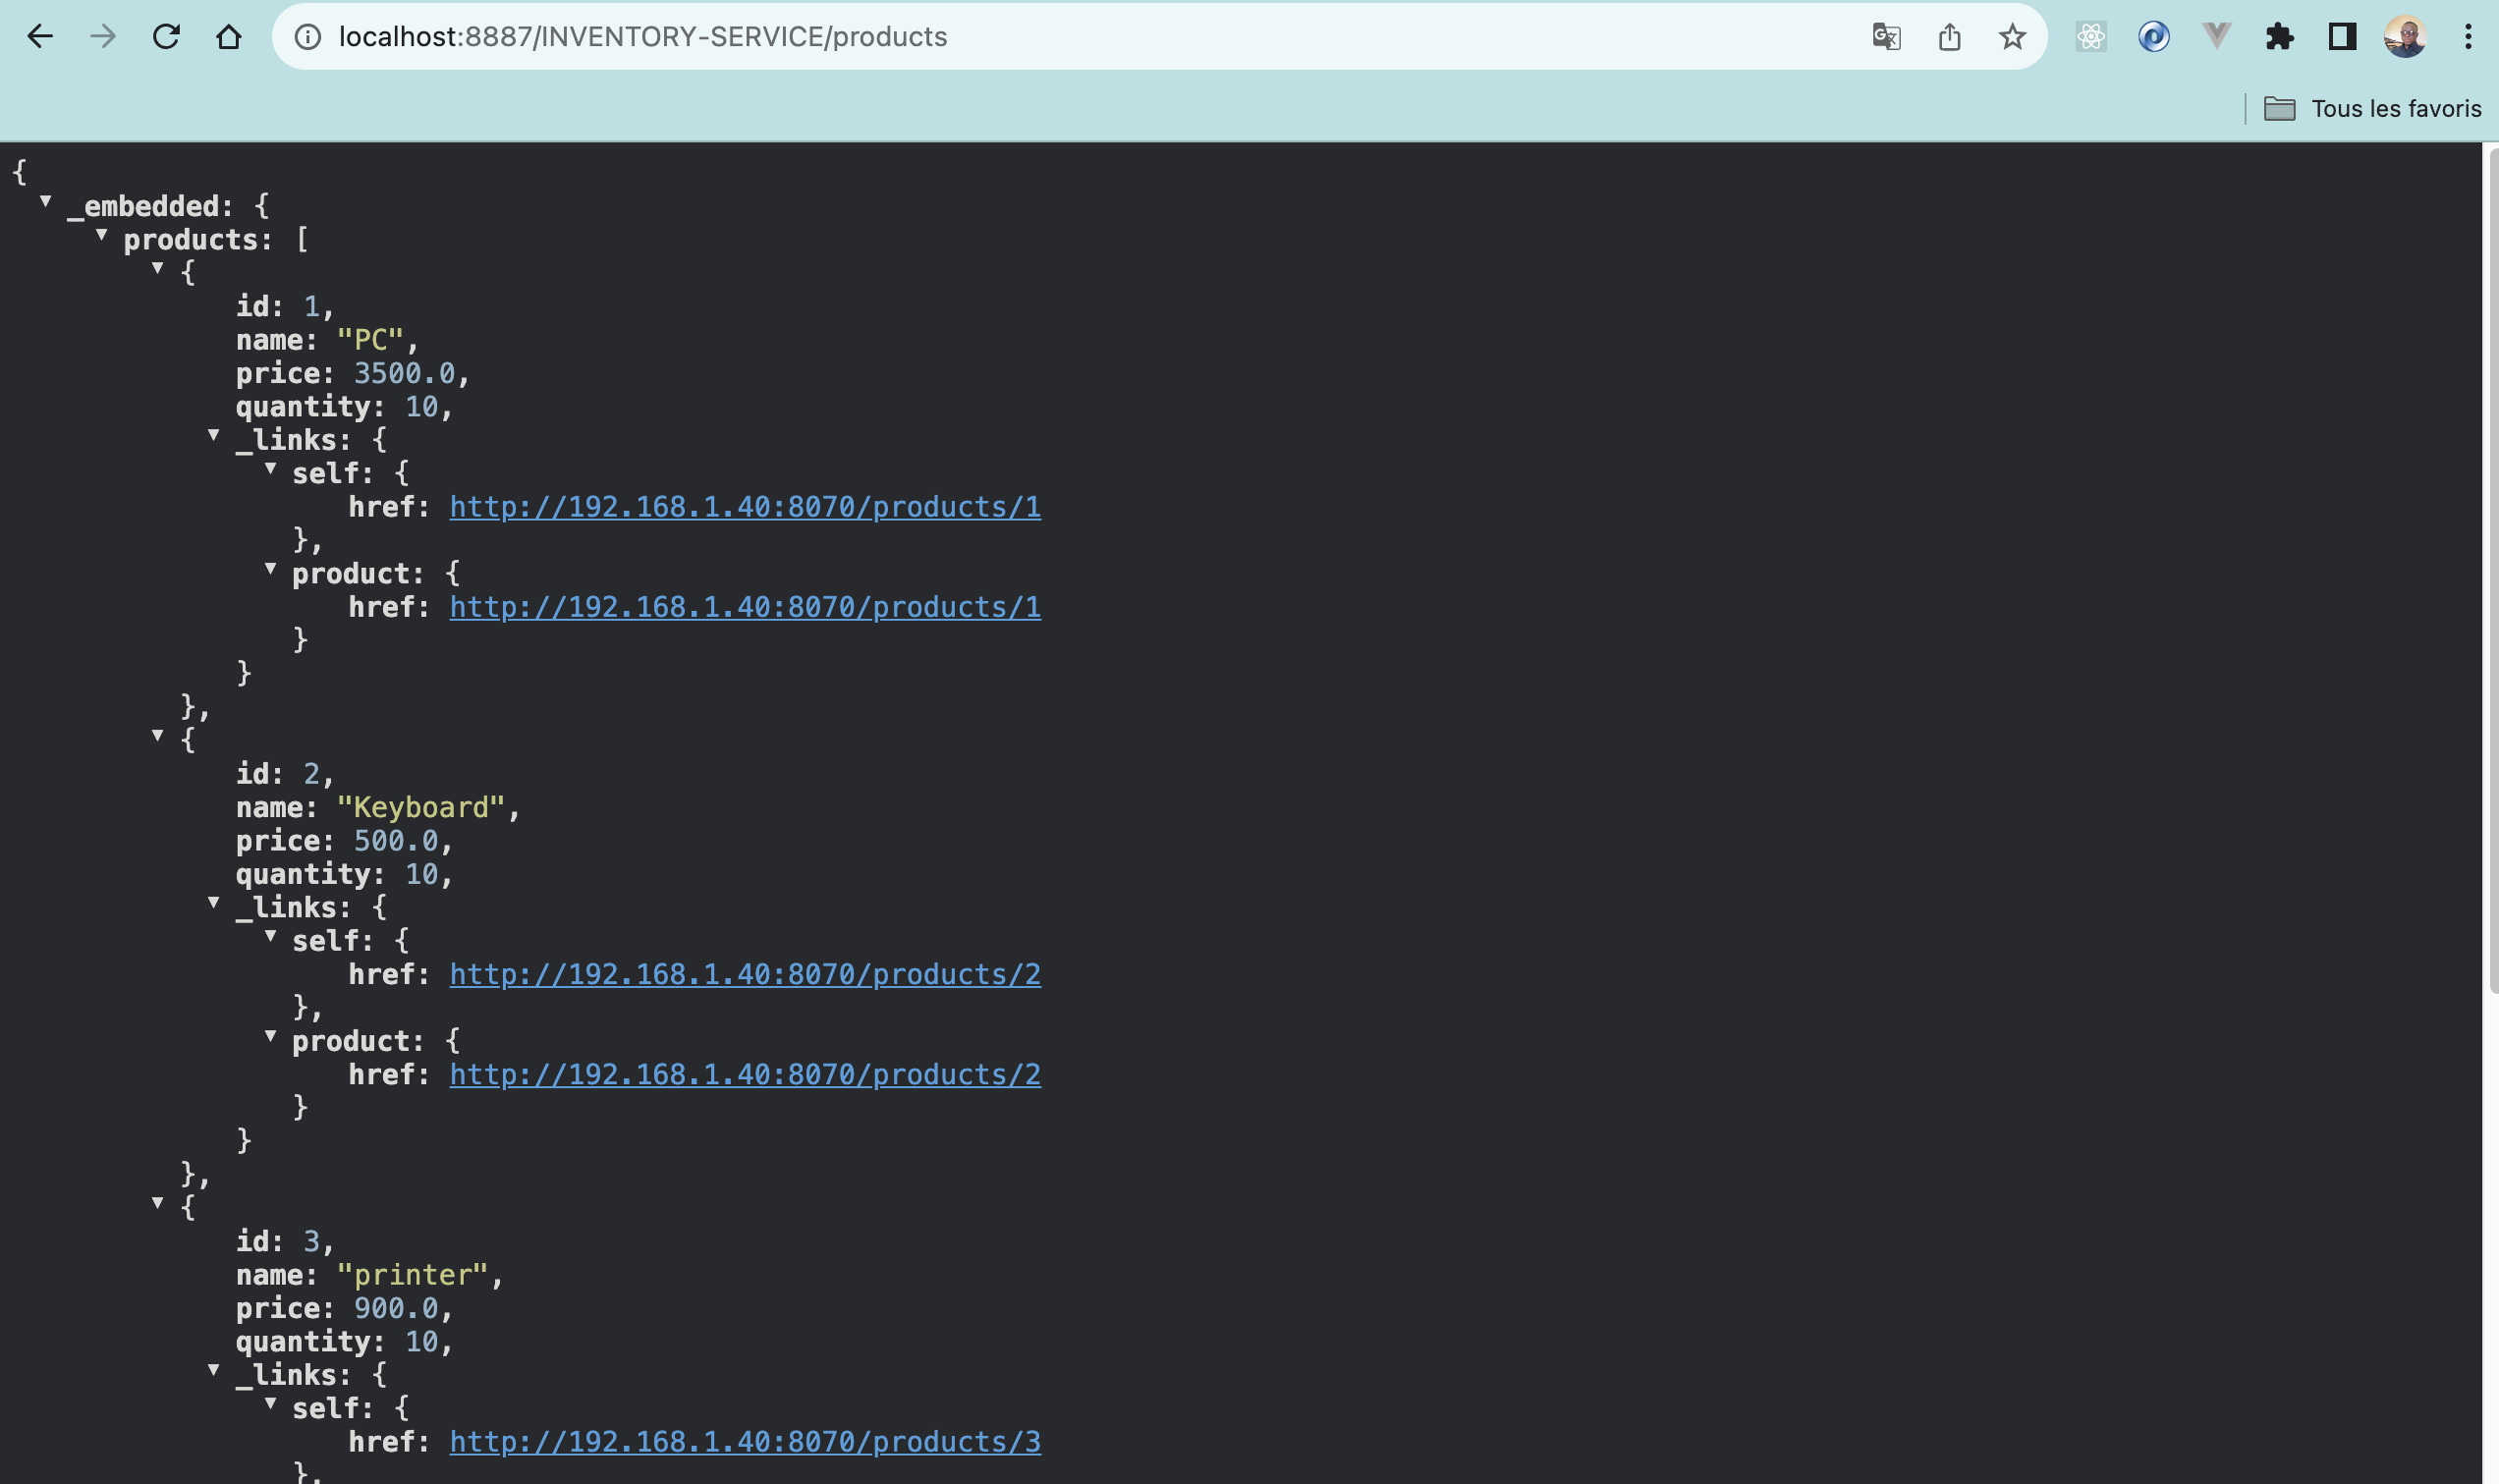 localhost:8887/INVENTORY-SERVICE/products
Tous les favoris
{
_embedded: {
products: [
{
id: 1,
name: "PC",
price: 3500.0,
quantity: 10,
_links: {
self: {
href: http://192.168.1.40:8070/products/1
},
product: {
href: http://192.168.1.40:8070/products/1
}
}
},
{
id: 2,
name: "Keyboard",
price: 500.0,
quantity: 10,
_links: {
self: {
href: http://192.168.1.40:8070/products/2
},
product: {
href: http://192.168.1.40:8070/products/2
}
}
},
{
id: 3,
name: "printer",
price: 900.0,
quantity: 10,
_links: {
self: {
href: http://192.168.1.40:8070/products/3
},